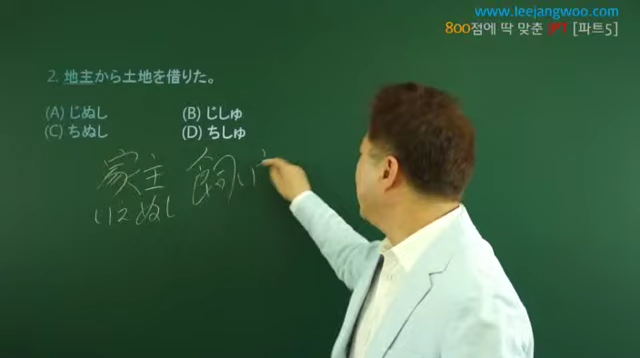 www.leejangwoo.com
800점에 딱 맞춘 JPT [파트5]
2. 地主から土地を借りた。
(A) じぬし (B) じしゅ
(C) ちぬし (D) ちしゅ
家主 飼い
いえぬし